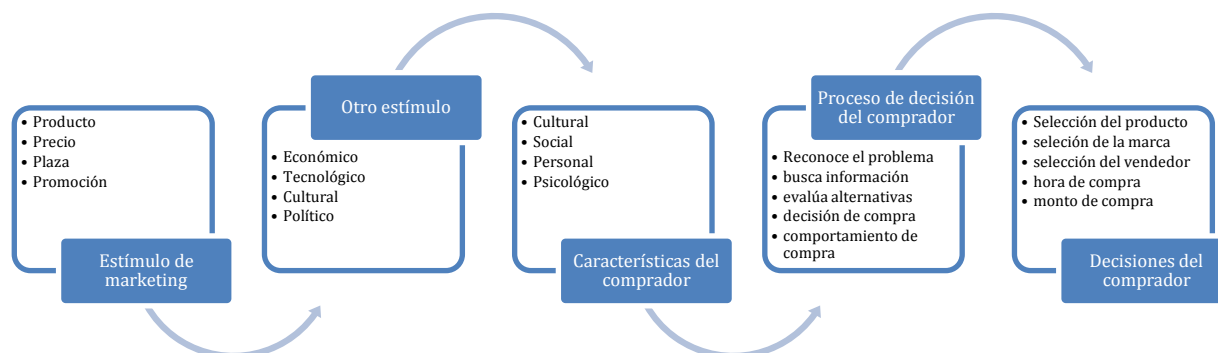 • Producto
• Precio
• Plaza
• Promoción
Estímulo de
marketing
Otro estímulo
• Económico
• Tecnológico
• Cultural
• Político
• Cultural
• Social
• Personal
• Psicológico
Características del
comprador
Proceso de decisión
del comprador
• Reconoce el problema
• busca información
• evalúa alternativas
• decisión de compra
• comportamiento de
compra
• Selección del producto
• seleción de la marca
• selección del vendedor
• hora de compra
• monto de compra
Decisiones del
comprador